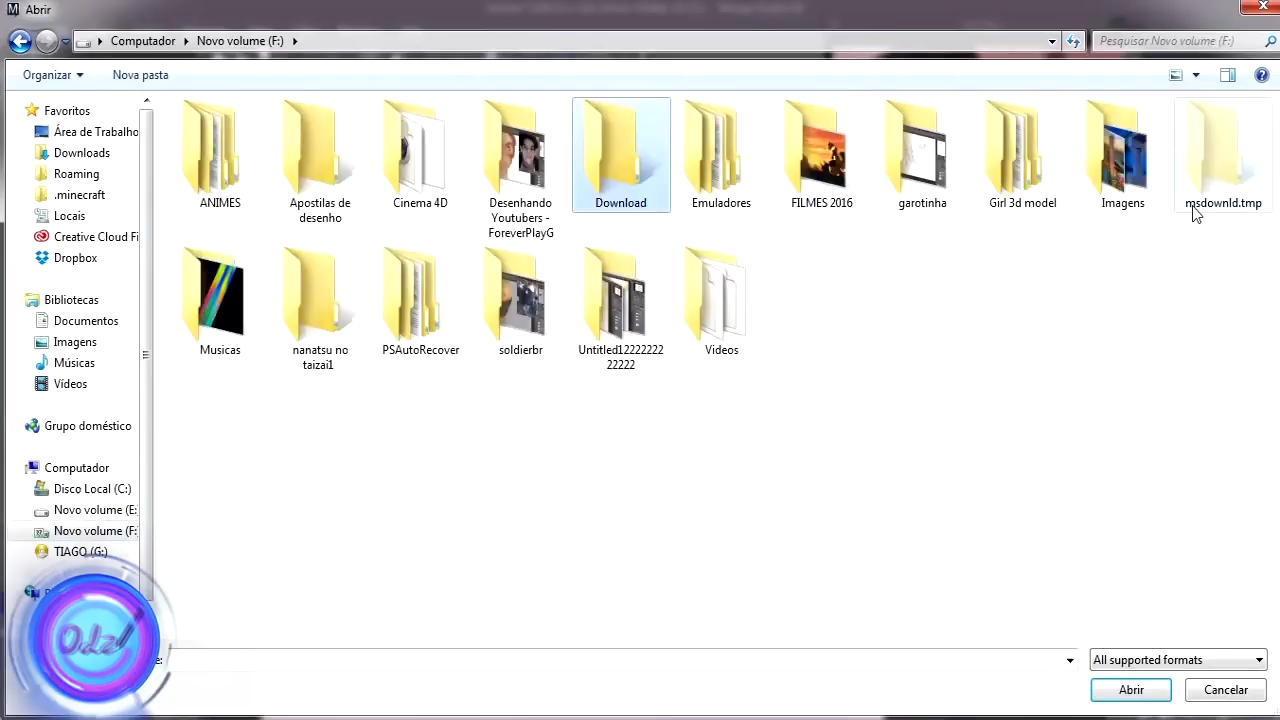 Abrir
Computador
Novo volume (F:)
Pesquisar Novo volume (F:)
Organizar
Nova pasta
Favoritos
Área de Trabalho
Downloads
Roaming
.minecraft
Locais
Creative Cloud Fi
Dropbox
Bibliotecas
Documentos
Imagens
Músicas
Vídeos
Grupo doméstico
Computador
Disco Local (C:)
Novo volume (E:
Novo volume (F:
TIAGO (G:)
ANIMES
Apostilas de
desenho
Cinema 4D
Desenhando
Youtubers -
ForeverPlayG
Download
Emuladores
FILMES 2016
garotinha
Girl 3d model
Imagens
msdownld.tmp
Musicas
nanatsu no
taizai1
PSAutoRecover
soldierbr
Untitled12222222
22222
Videos
All supported formats
Abrir
Cancelar